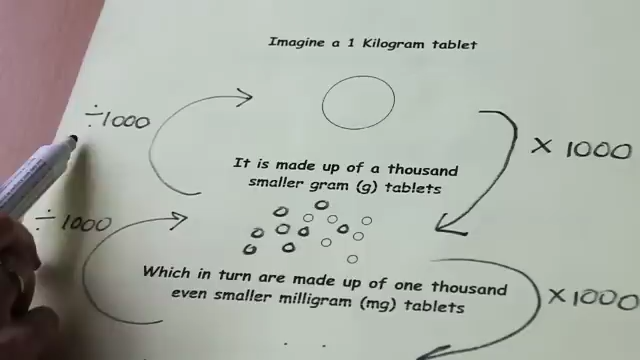 Imagine a 1 Kilogram tablet
÷1000
× 1000
It is made up of a thousand
smaller gram (g) tablets
÷ 1000
Which in turn are made up of one thousand
even smaller milligram (mg) tablets
×1000